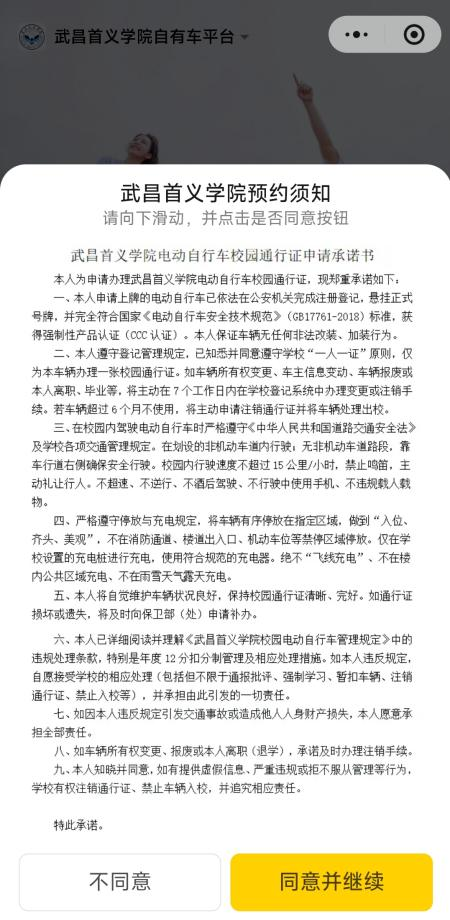 武昌首义学院自有车平台
武昌首义学院预约须知
请向下滑动，并点击是否同意按钮
武昌首义学院电动自行车校园通行证申请承诺书
本人为申请办理武昌首义学院电动自行车校园通行证，现郑重承诺如下：
一、本人申请上牌的电动自行车已依法在公安机关完成注册登记，悬挂正式
号牌，并完全符合国家《电动自行车安全技术规范》（GB17761-2018）标准，获
得强制性产品认证（CCC 认证）。本人保证车辆无任何非法改装、加装行为。
二、本人遵守登记管理规定，已知悉并同意遵守学校“一人一证”原则，仅
为本车辆办理一张校园通行证。如车辆所有权变更、车主信息变动、车辆报废或
本人离职、毕业等，将主动在 7 个工作日内在学校登记系统中办理变更或注销手
续。若车辆超过 6 个月不使用，将主动申请注销通行证并将车辆处理出校。
三、在校园内驾驶电动自行车时严格遵守《中华人民共和国道路交通安全法》
及学校各项交通管理规定。在划设的非机动车道内行驶；无非机动车道路段，靠
车行道右侧确保安全行驶。校园内行驶速度不超过 15 公里/小时，禁止鸣笛，主
动礼让行人。不超速、不逆行、不酒后驾驶、不行驶中使用手机、不违规载人载
物。
四、严格遵守停放与充电规定，将车辆有序停放在指定区域，做到“入位、
齐头、美观”，不在消防通道、楼道出入口、机动车位等禁停区域停放。仅在学
校设置的充电桩进行充电，使用符合规范的充电器。绝不“飞线充电”、不在楼
内公共区域充电、不在雨雪天气露天充电。
五、本人将自觉维护车辆状况良好，保持校园通行证清晰、完好。如通行证
损坏或遗失，将及时向保卫部（处）申请补办。
六、本人已详细阅读并理解《武昌首义学院校园电动自行车管理规定》中的
违规处理条款，特别是年度 12 分扣分制管理及相应处理措施。如本人违反规定，
自愿接受学校的相应处理（包括但不限于通报批评、强制学习、暂扣车辆、注销
通行证、禁止入校等），并承担由此引发的一切责任。
七、如因本人违反规定引发交通事故或造成他人人身财产损失，本人愿意承
担全部责任。
八、如车辆所有权变更、报废或本人离职（退学），承诺及时办理注销手续。
九、本人知晓并同意，如有提供虚假信息、严重违规或拒不服从管理等行为，
学校有权注销通行证、禁止车辆入校，并追究相应责任。
特此承诺。
不同意
同意并继续